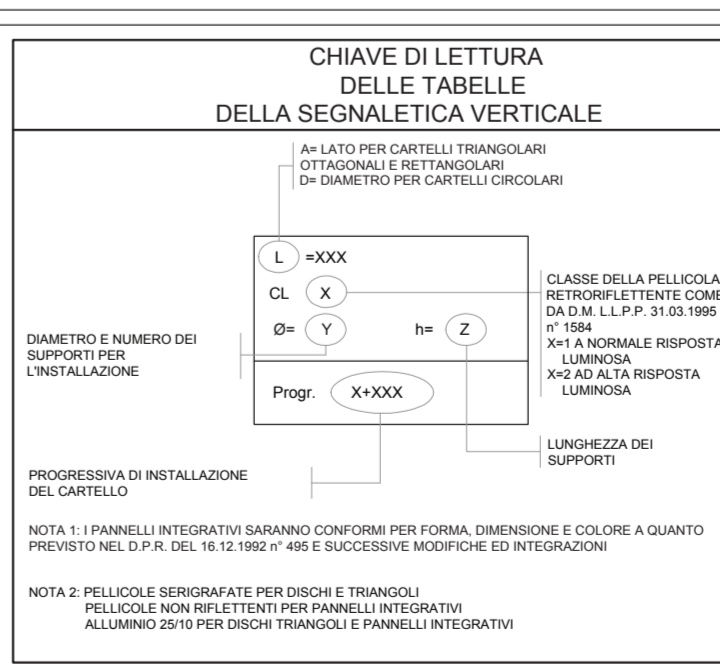 CHIAVE DI LETTURA
DELLE TABELLE
DELLA SEGNALETICA VERTICALE
A= LATO PER CARTELLI TRIANGOLARI
OTTAGONALI E RETTANGOLARI
D= DIAMETRO PER CARTELLI CIRCOLARI
L =XXX
CL X
Ø= Y h= Z
Progr. X+XXX
CLASSE DELLA PELLICOLA
RETRORIFLETTENTE COME
DA D.M. L.L.P.P. 31.03.1995
n° 1584
X=1 A NORMALE RISPOSTA
LUMINOSA
X=2 AD ALTA RISPOSTA
LUMINOSA
DIAMETRO E NUMERO DEI
SUPPORTI PER
L'INSTALLAZIONE
LUNGHEZZA DEI
SUPPORTI
PROGRESSIVA DI INSTALLAZIONE
DEL CARTELLO
NOTA 1: I PANNELLI INTEGRATIVI SARANNO CONFORMI PER FORMA, DIMENSIONE E COLORE A QUANTO
PREVISTO NEL D.P.R. DEL 16.12.1992 n° 495 E SUCCESSIVE MODIFICHE ED INTEGRAZIONI
NOTA 2: PELLICOLE SERIGRAFATE PER DISCHI E TRIANGOLI
PELLICOLE NON RIFLETTENTI PER PANNELLI INTEGRATIVI
ALLUMINIO 25/10 PER DISCHI TRIANGOLI E PANNELLI INTEGRATIVI